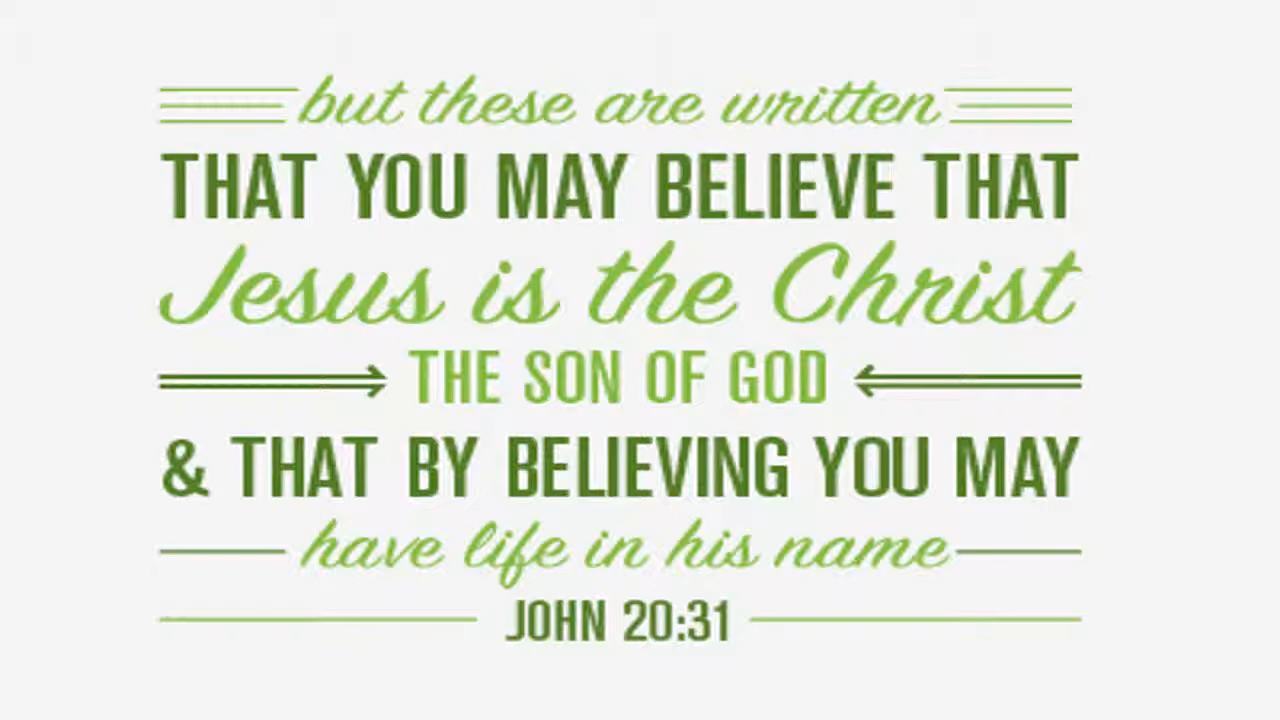 but these are written
THAT YOU MAY BELIEVE THAT
Jesus is the Christ
THE SON OF GOD
& THAT BY BELIEVING YOU MAY
have life in his name
JOHN 20:31